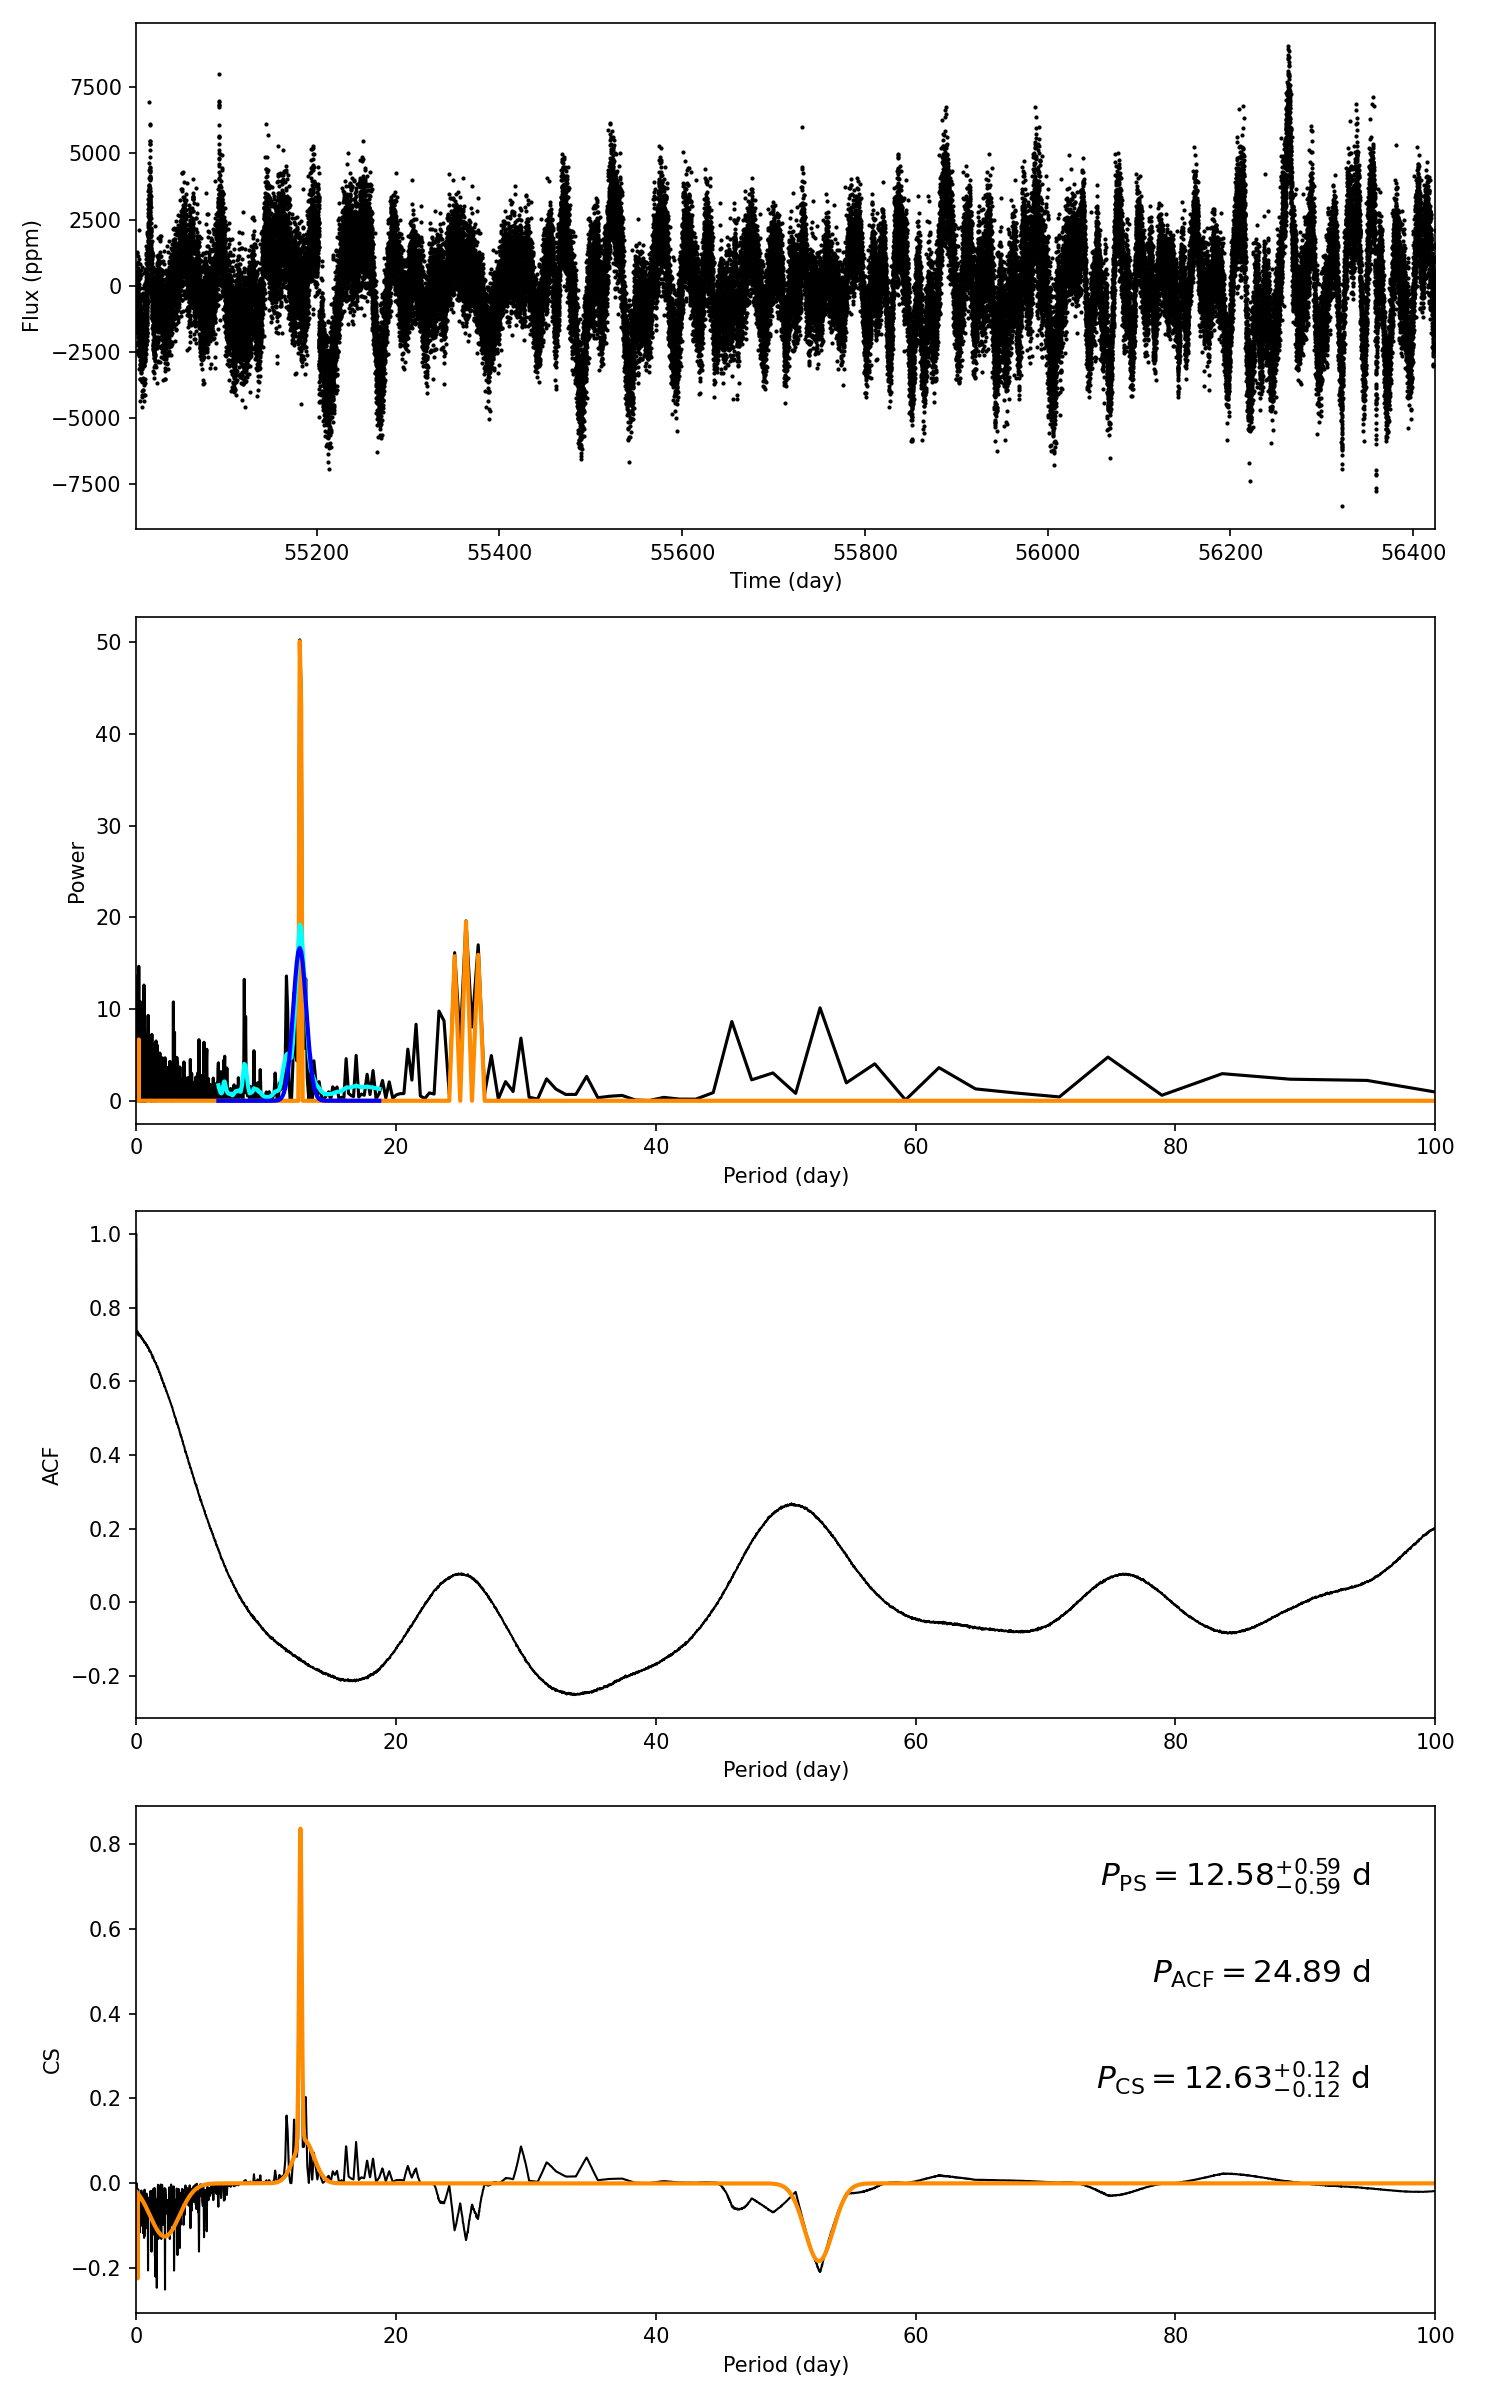 7500
5000
2500
0
−2500
−5000
−7500
Flux (ppm)
55200 55400 55600 55800 56000 56200 56400
Time (day)
50
40
30
20
10
0
Power
0 20 40 60 80 100
Period (day)
1.0
0.8
0.6
0.4
0.2
0.0
−0.2
ACF
0 20 40 60 80 100
Period (day)
0.8
0.6
0.4
0.2
0.0
−0.2
CS
P_PS = 12.58^{+0.59}_{−0.59} d
P_ACF = 24.89 d
P_CS = 12.63^{+0.12}_{−0.12} d
0 20 40 60 80 100
Period (day)